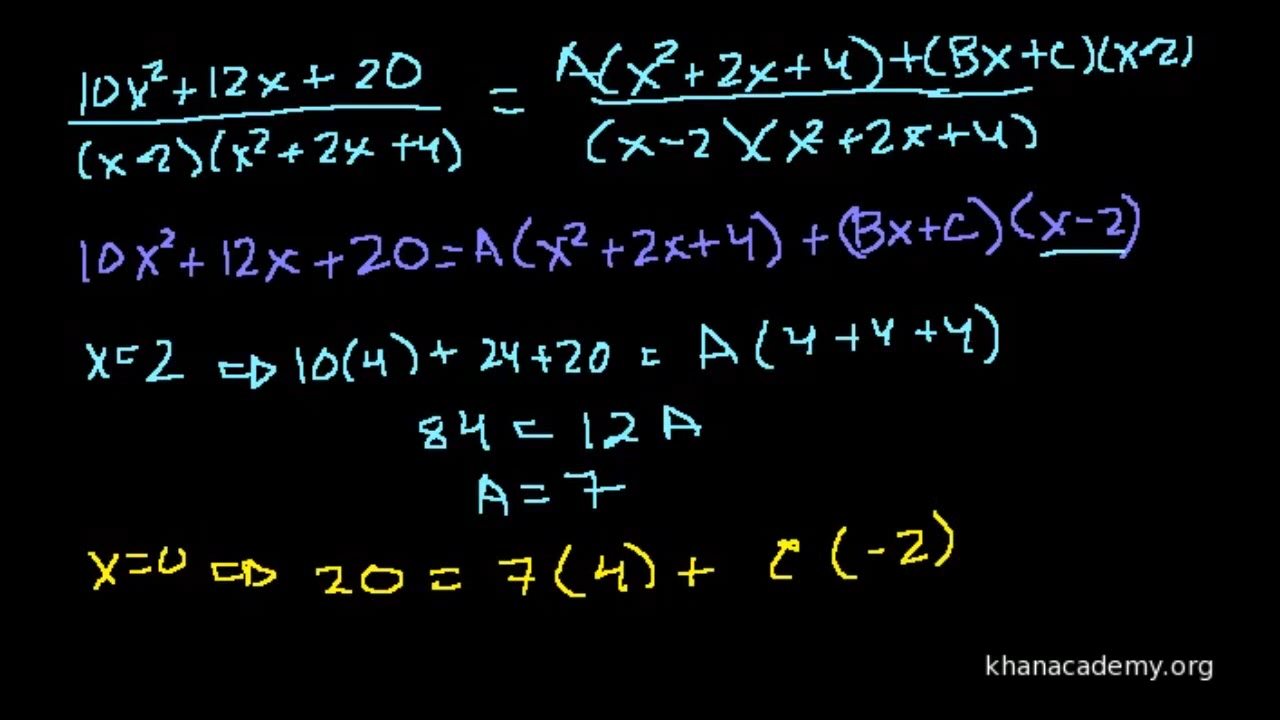 10x² + 12x + 20 = A(x² + 2x + 4) + (Bx + C)(x-2)
(x-2)(x² + 2x + 4) (x-2)(x² + 2x + 4)
10x² + 12x + 20 = A(x² + 2x + 4) + (Bx + C)(x-2)
x = 2 ⇒ 10(4) + 24 + 20 = A(4 + 4 + 4)
84 = 12A
A = 7
x = 0 ⇒ 20 = 7(4) + C(-2)
khanacademy.org